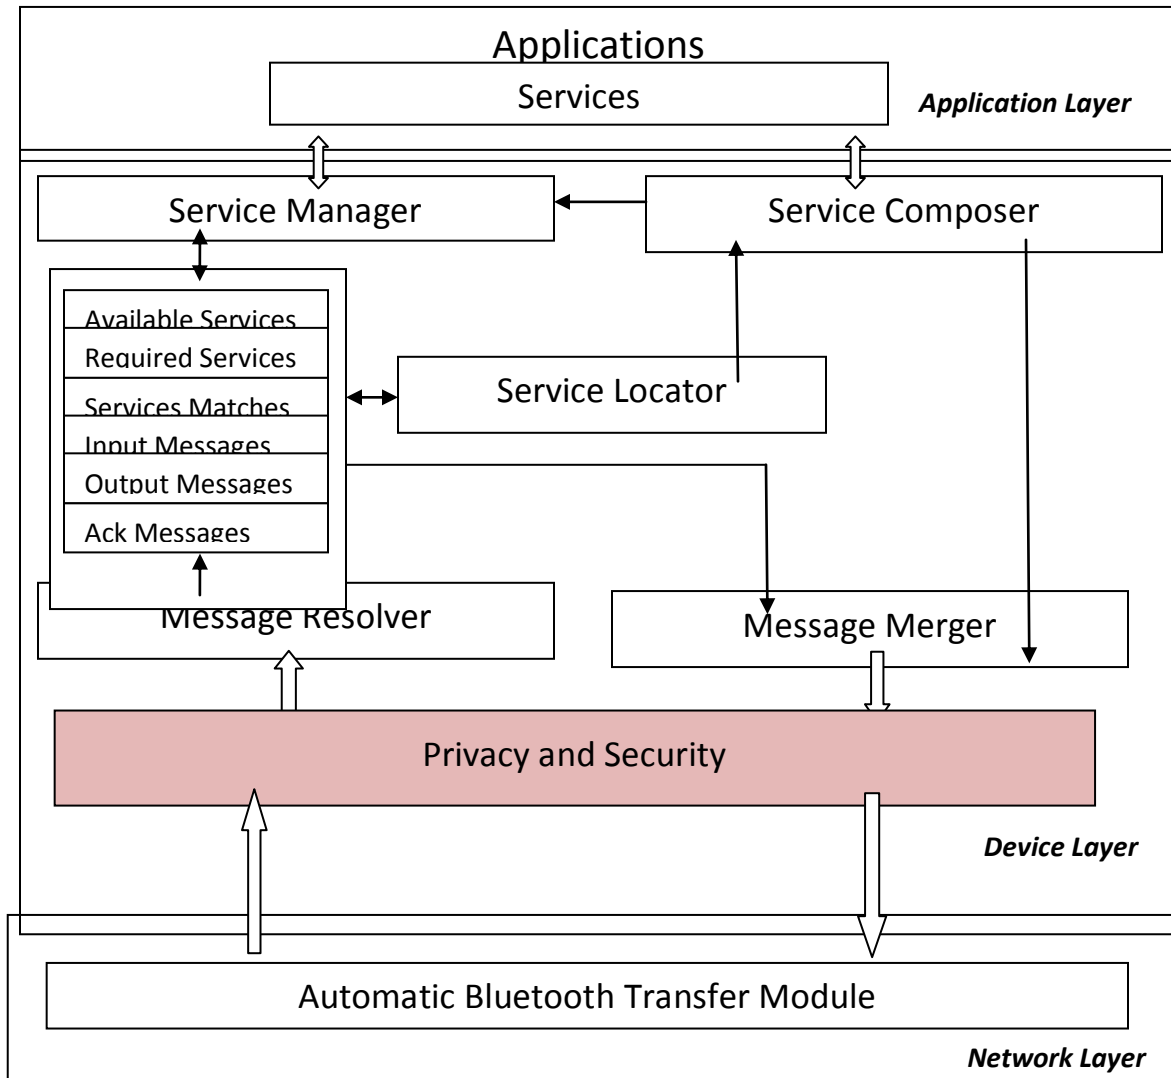 Applications
Services
Application Layer
Service Manager
Service Composer
Available Services
Required Services
Services Matches
Input Messages
Output Messages
Ack Messages
Service Locator
Message Resolver
Message Merger
Privacy and Security
Device Layer
Automatic Bluetooth Transfer Module
Network Layer